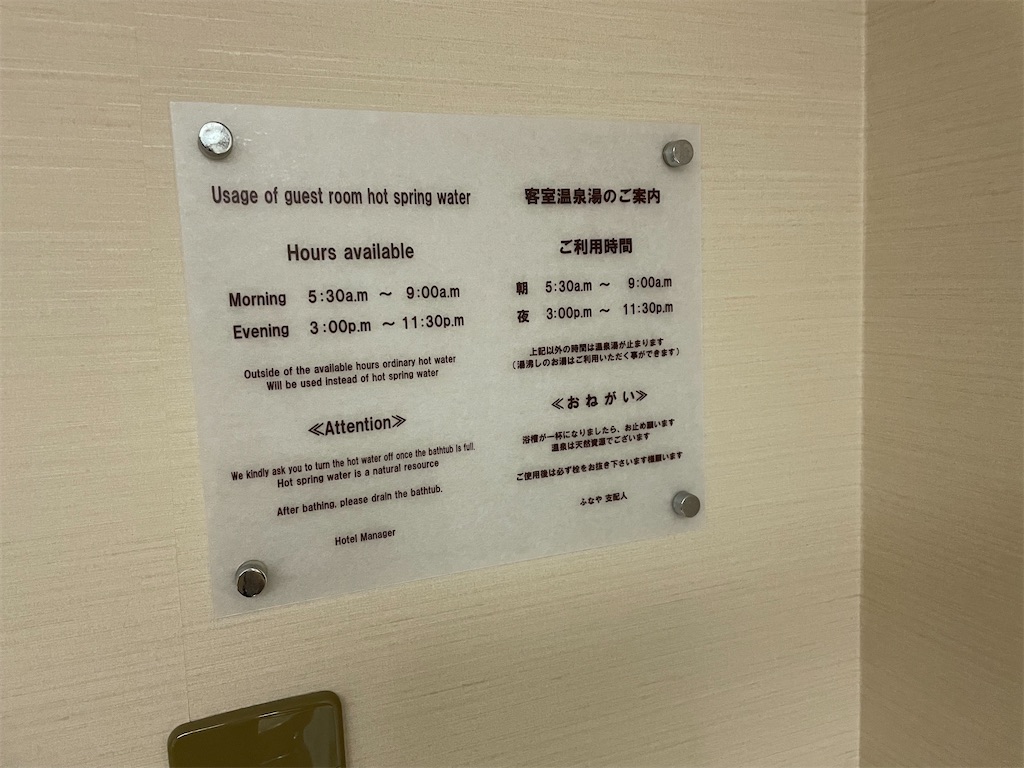 Usage of guest room hot spring water
Hours available
Morning 5:30a.m ～ 9:00a.m
Evening 3:00p.m ～ 11:30p.m
Outside of the available hours ordinary hot water
Will be used instead of hot spring water
≪Attention≫
We kindly ask you to turn the hot water off once the bathtub is full.
Hot spring water is a natural resource
After bathing, please drain the bathtub.
Hotel Manager
客室温泉湯のご案内
ご利用時間
朝 5:30a.m ～ 9:00a.m
夜 3:00p.m ～ 11:30p.m
上記以外の時間は温泉湯が止まります
（湯沸しのお湯はご利用いただく事ができます）
≪おねがい≫
浴槽が一杯になりましたら、お止め願います
温泉は天然資源でございます
ご使用後は必ず栓をお抜き下さいます様願います
ふなや 支配人